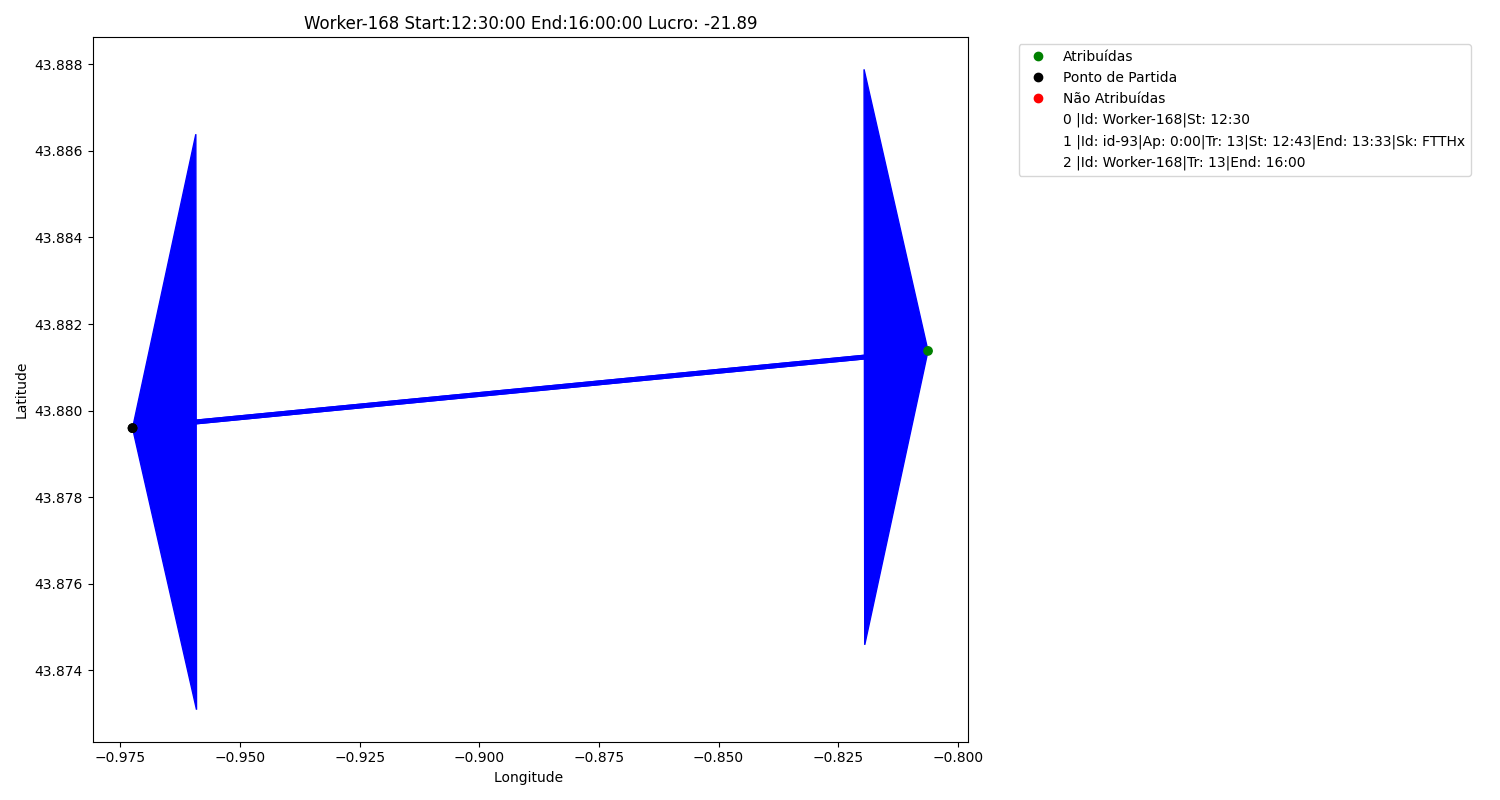 Worker-168 Start:12:30:00 End:16:00:00 Lucro: -21.89
Atribuídas
Ponto de Partida
Não Atribuídas
0 |Id: Worker-168|St: 12:30
1 |Id: id-93|Ap: 0:00|Tr: 13|St: 12:43|End: 13:33|Sk: FTTHx
2 |Id: Worker-168|Tr: 13|End: 16:00
Latitude
43.888
43.886
43.884
43.882
43.880
43.878
43.876
43.874
−0.975 −0.950 −0.925 −0.900 −0.875 −0.850 −0.825 −0.800
Longitude